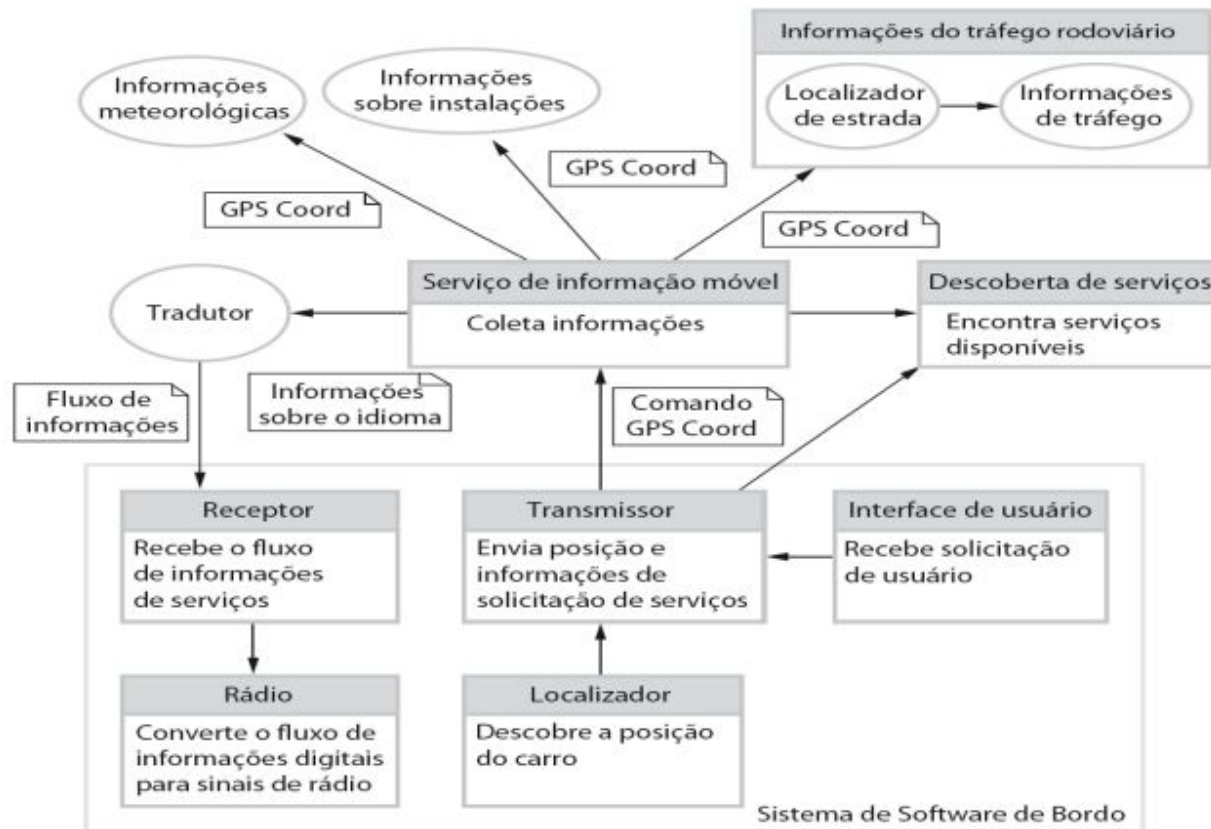 Informações do tráfego rodoviário
Informações
meteorológicas
Informações
sobre instalações
Localizador
de estrada
Informações
de tráfego
GPS Coord
GPS Coord
GPS Coord
Serviço de informação móvel
Coleta informações
Descoberta de serviços
Encontra serviços
disponíveis
Tradutor
Fluxo de
informações
Informações
sobre o idioma
Comando
GPS Coord
Receptor
Recebe o fluxo
de informações
de serviços
Transmissor
Envia posição e
informações de
solicitação de serviços
Interface de usuário
Recebe solicitação
de usuário
Rádio
Converte o fluxo de
informações digitais
para sinais de rádio
Localizador
Descobre a posição
do carro
Sistema de Software de Bordo